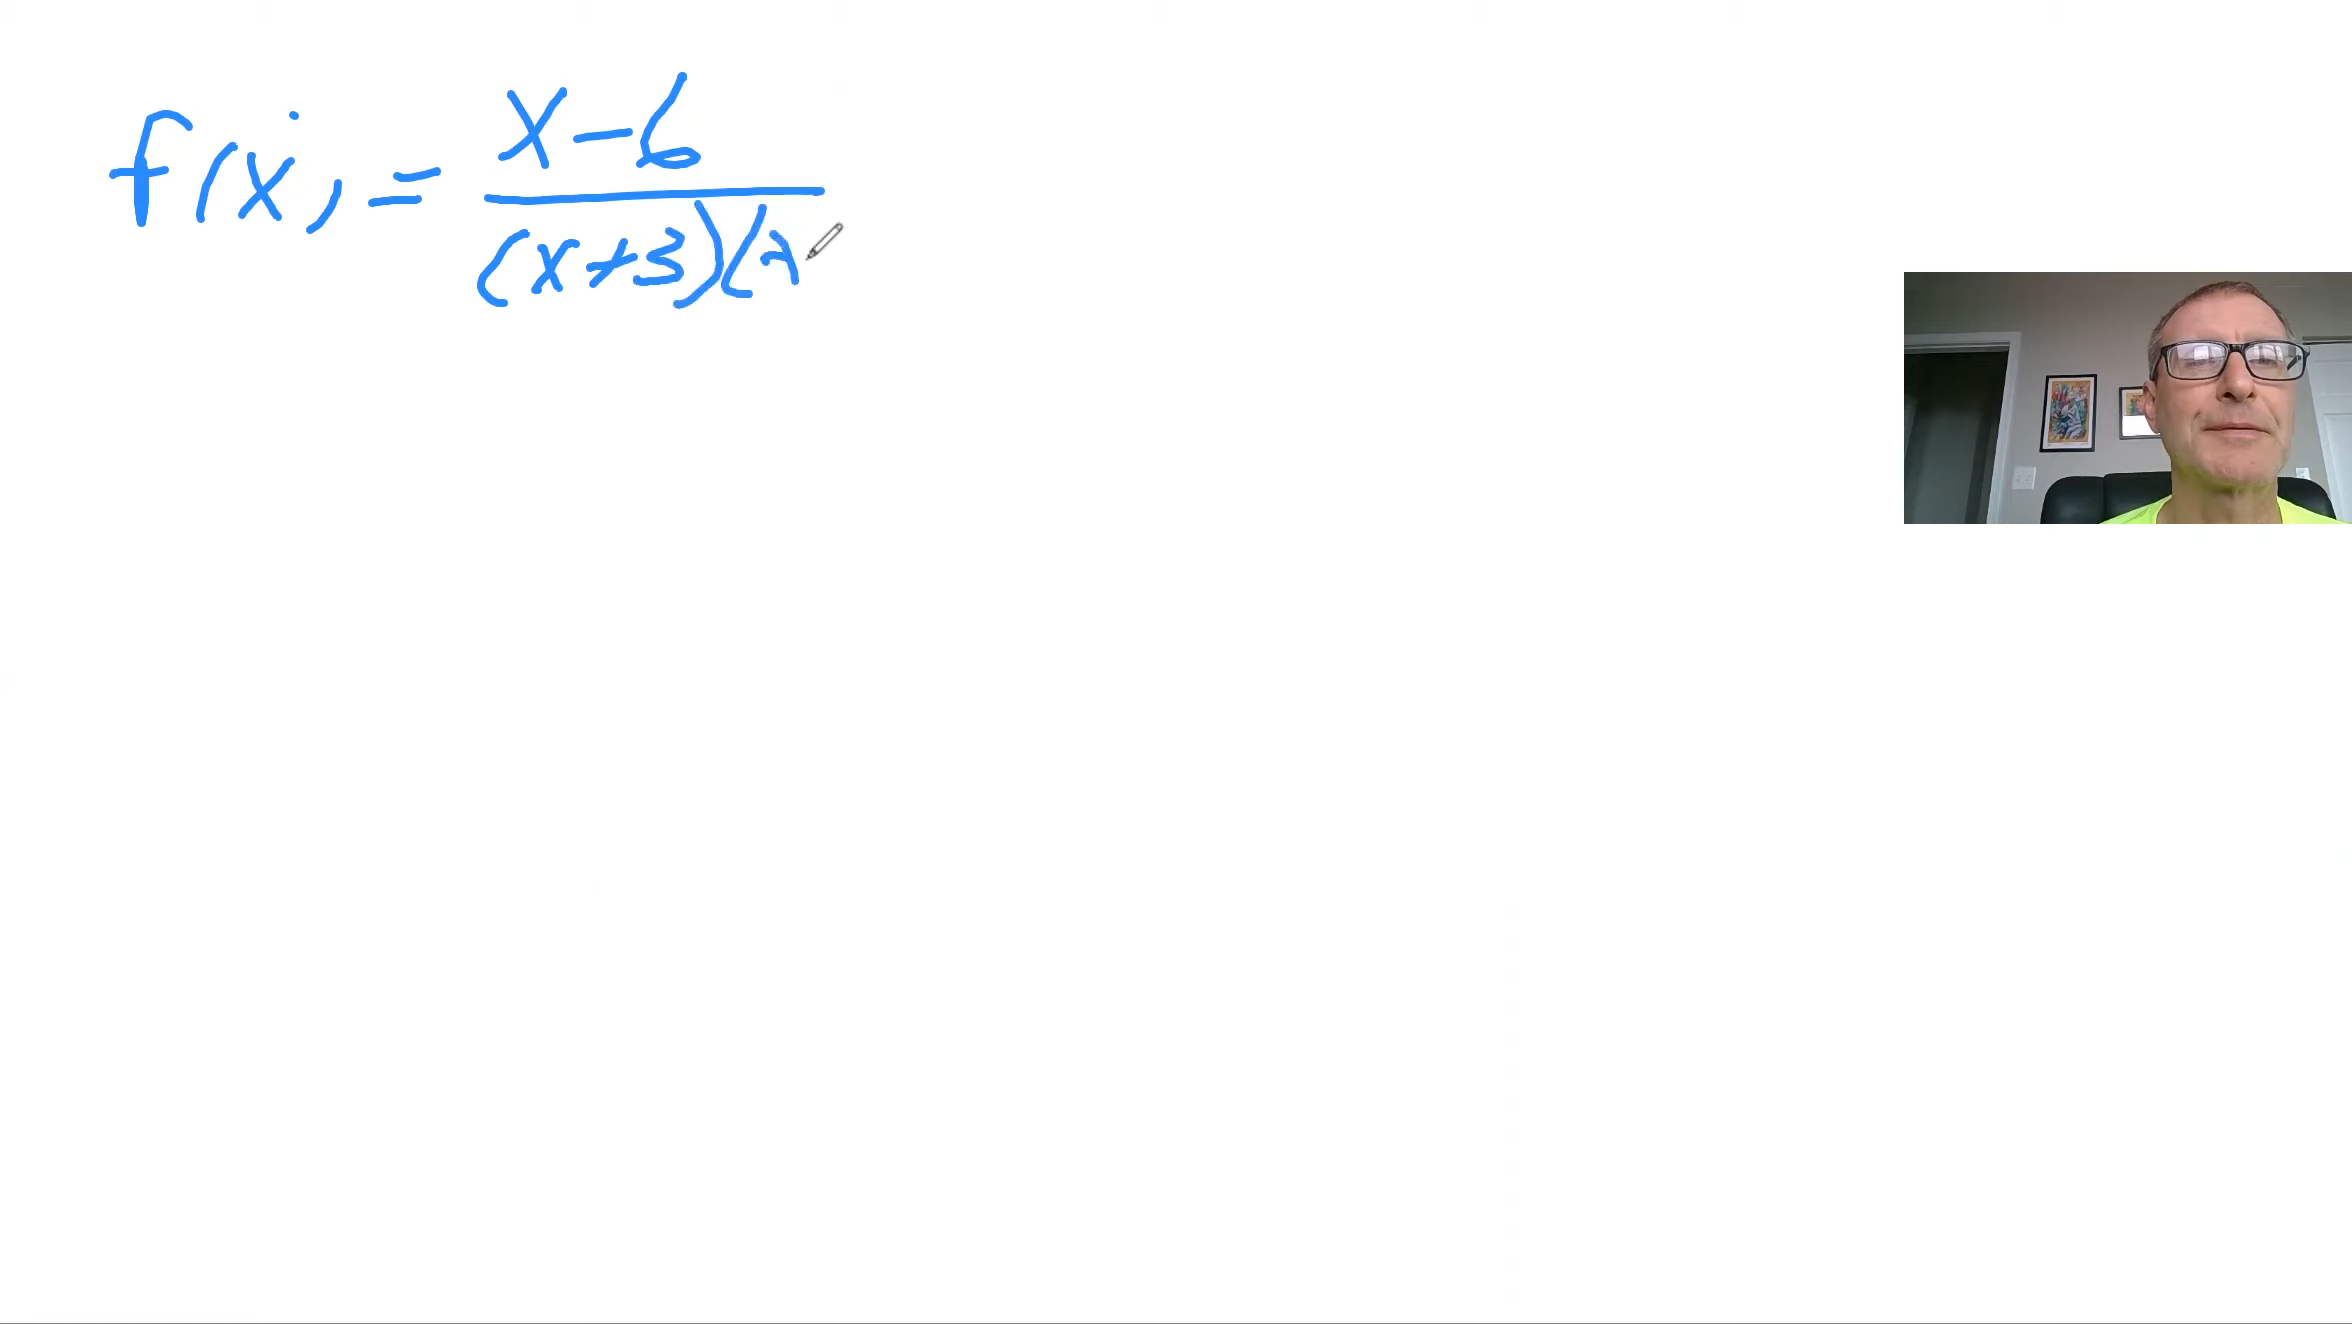 f(x) = x-6
(x+3)(